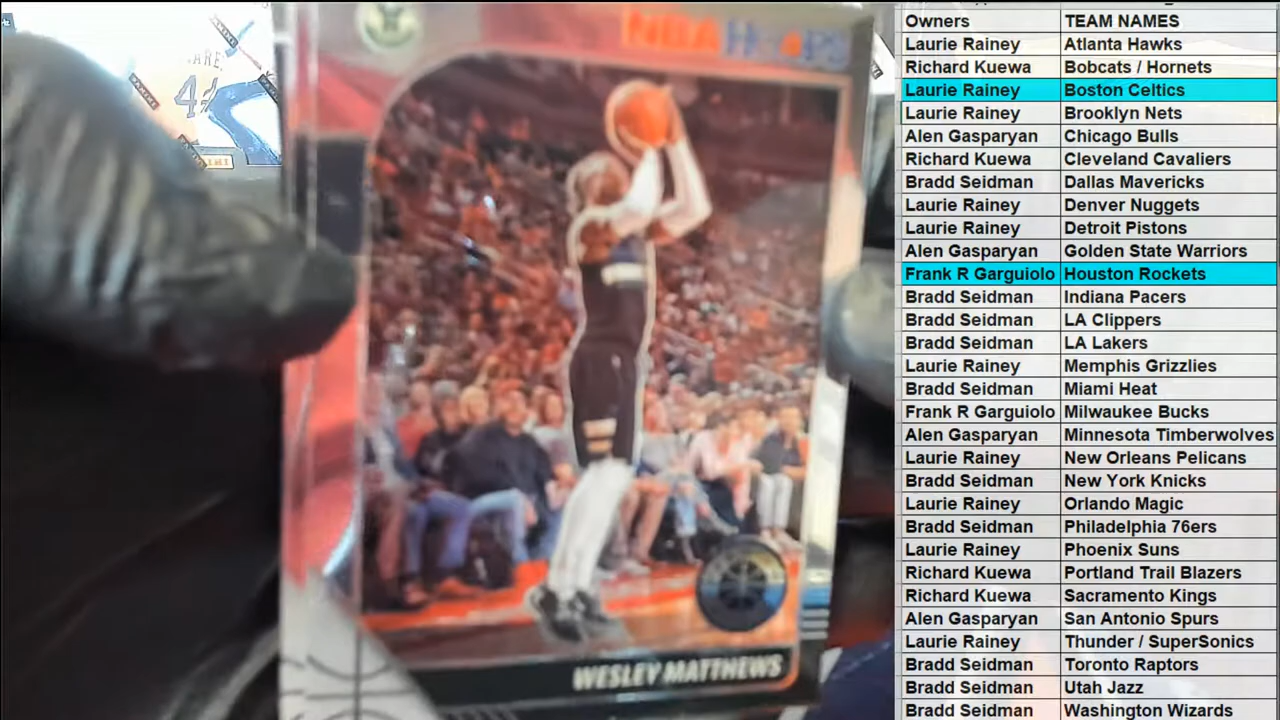 NBA HOOPS
WESLEY MATTHEWS
Owners TEAM NAMES
Laurie Rainey Atlanta Hawks
Richard Kuewa Bobcats / Hornets
Laurie Rainey Boston Celtics
Laurie Rainey Brooklyn Nets
Alen Gasparyan Chicago Bulls
Richard Kuewa Cleveland Cavaliers
Bradd Seidman Dallas Mavericks
Laurie Rainey Denver Nuggets
Laurie Rainey Detroit Pistons
Alen Gasparyan Golden State Warriors
Frank R Garguiolo Houston Rockets
Bradd Seidman Indiana Pacers
Bradd Seidman LA Clippers
Bradd Seidman LA Lakers
Laurie Rainey Memphis Grizzlies
Bradd Seidman Miami Heat
Frank R Garguiolo Milwaukee Bucks
Alen Gasparyan Minnesota Timberwolves
Laurie Rainey New Orleans Pelicans
Bradd Seidman New York Knicks
Laurie Rainey Orlando Magic
Bradd Seidman Philadelphia 76ers
Laurie Rainey Phoenix Suns
Richard Kuewa Portland Trail Blazers
Richard Kuewa Sacramento Kings
Alen Gasparyan San Antonio Spurs
Laurie Rainey Thunder / SuperSonics
Bradd Seidman Toronto Raptors
Bradd Seidman Utah Jazz
Bradd Seidman Washington Wizards